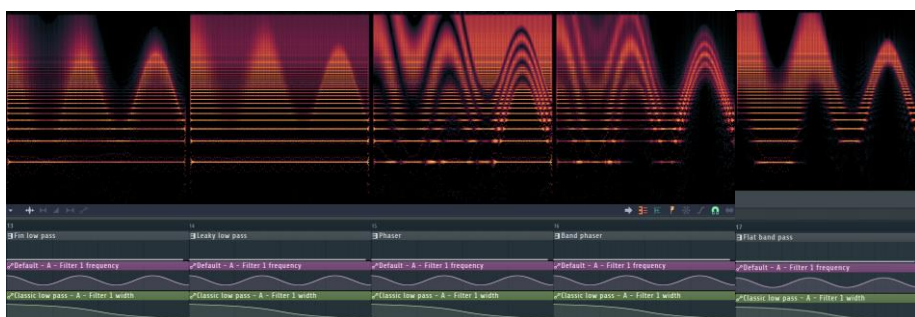 13
14
15
16
17
Fin low pass
Leaky low pass
Phaser
Band phaser
Flat band pass
Default - A - Filter 1 frequency
Default - A - Filter 1 frequency
Default - A - Filter 1 frequency
Default - A - Filter 1 frequency
Default - A - Filter 1 frequency
Classic low pass - A - Filter 1 width
Classic low pass - A - Filter 1 width
Classic low pass - A - Filter 1 width
Classic low pass - A - Filter 1 width
Classic low pass - A - Filter 1 width